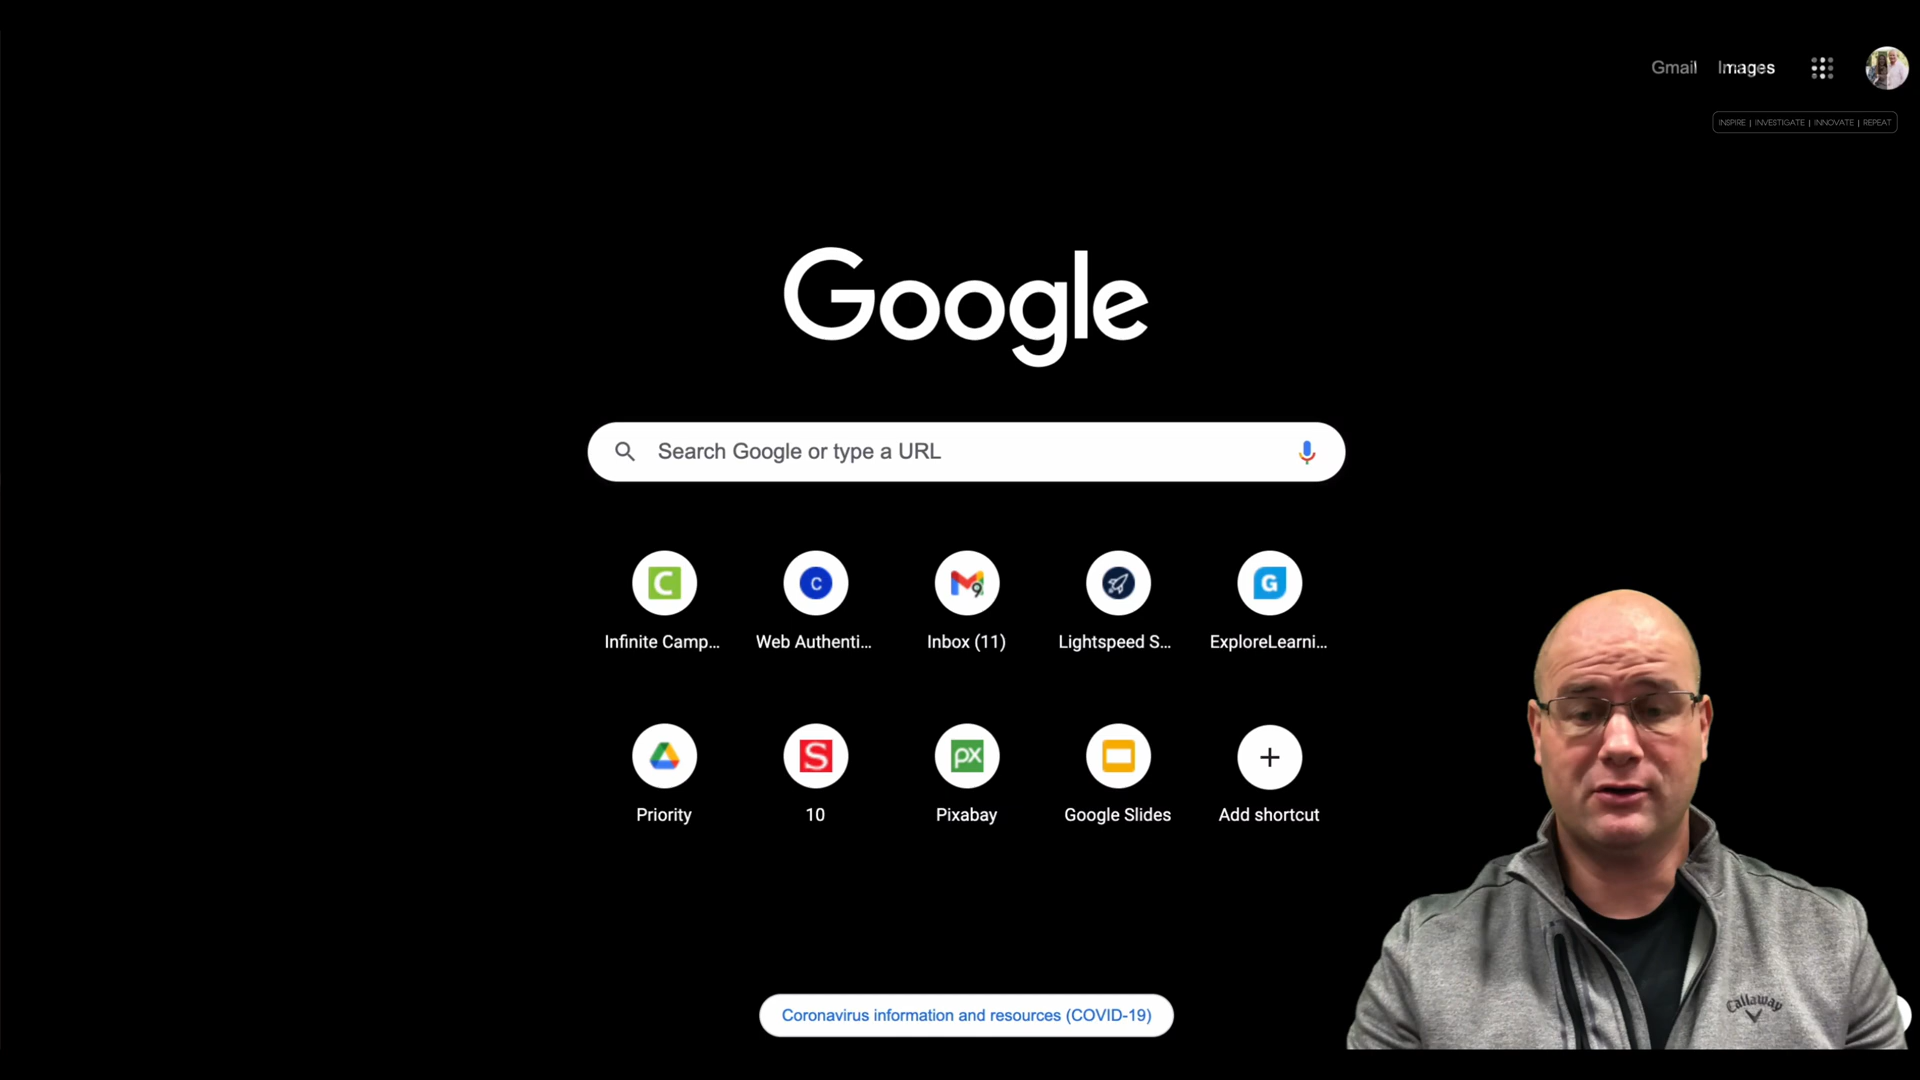 Gmail Images
INSPIRE | INVESTIGATE | INNOVATE | REPEAT
Google
Search Google or type a URL
Infinite Camp... Web Authenti... Inbox (11) Lightspeed S... ExploreLearni...
Priority 10 Pixabay Google Slides Add shortcut
Callaway
Coronavirus information and resources (COVID-19)